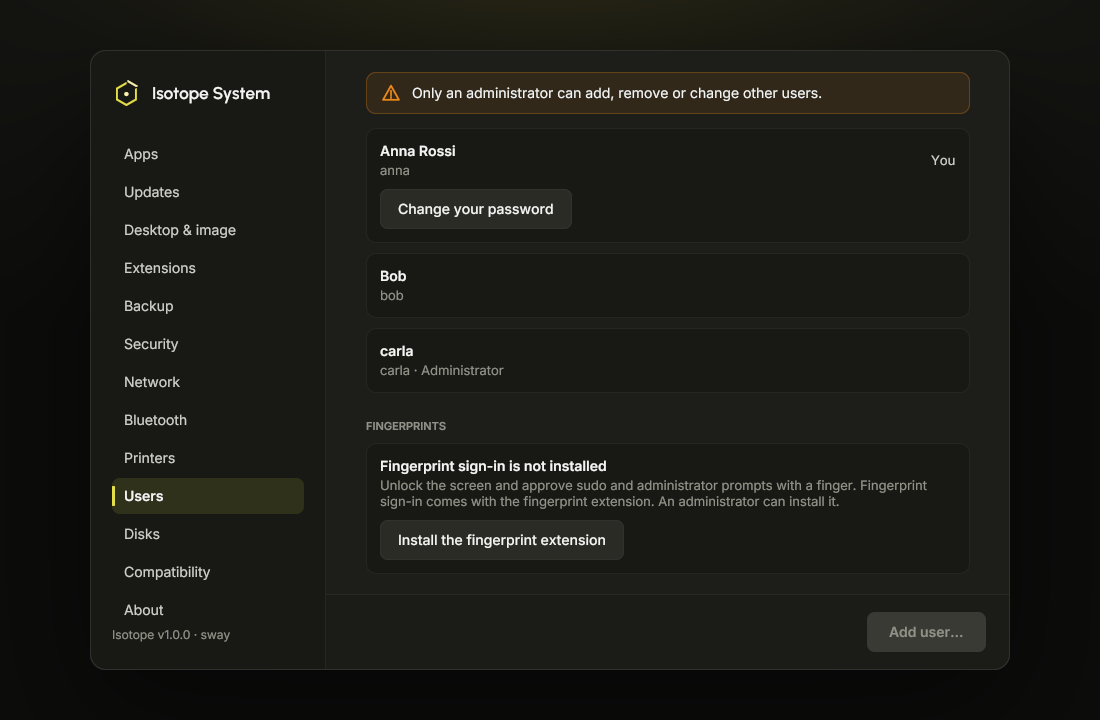 Isotope System
Apps
Updates
Desktop & image
Extensions
Backup
Security
Network
Bluetooth
Printers
Users
Disks
Compatibility
About
Isotope v1.0.0 · sway
Only an administrator can add, remove or change other users.
Anna Rossi
anna
You
Change your password
Bob
bob
carla
carla · Administrator
FINGERPRINTS
Fingerprint sign-in is not installed
Unlock the screen and approve sudo and administrator prompts with a finger. Fingerprint
sign-in comes with the fingerprint extension. An administrator can install it.
Install the fingerprint extension
Add user...